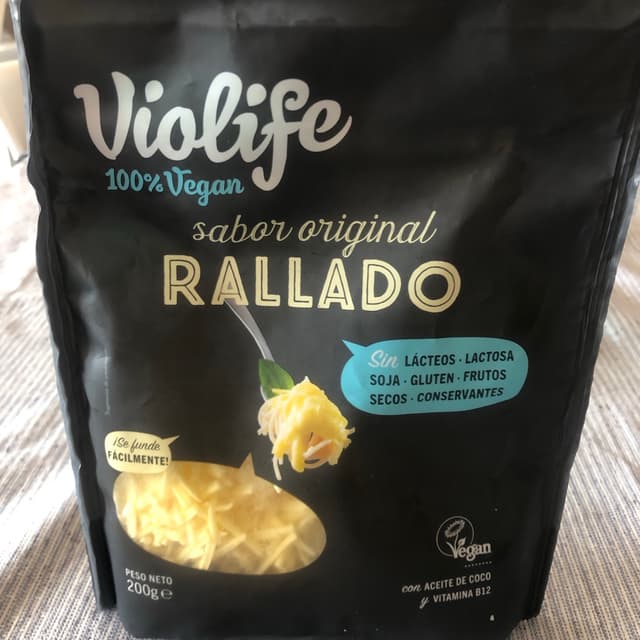 Violife
100% Vegan
sabor original
RALLADO
Sin LÁCTEOS · LACTOSA
SOJA · GLUTEN · FRUTOS
SECOS · CONSERVANTES
¡Se funde
FÁCILMENTE!
Vegan
PESO NETO
200g e
con ACEITE DE COCO
y VITAMINA B12